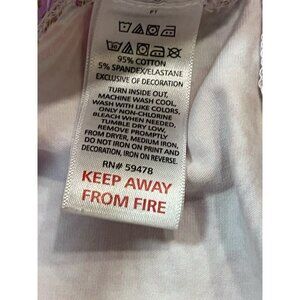 PT
95% COTTON
5% SPANDEX/ELASTANE
EXCLUSIVE OF DECORATION
TURN INSIDE OUT,
MACHINE WASH COOL,
WASH WITH LIKE COLORS,
ONLY NON-CHLORINE
BLEACH WHEN NEEDED,
TUMBLE DRY LOW,
REMOVE PROMPTLY
FROM DRYER, MEDIUM IRON,
DO NOT IRON ON PRINT AND
DECORATION, IRON ON REVERSE.
RN# 59478
KEEP AWAY
FROM FIRE